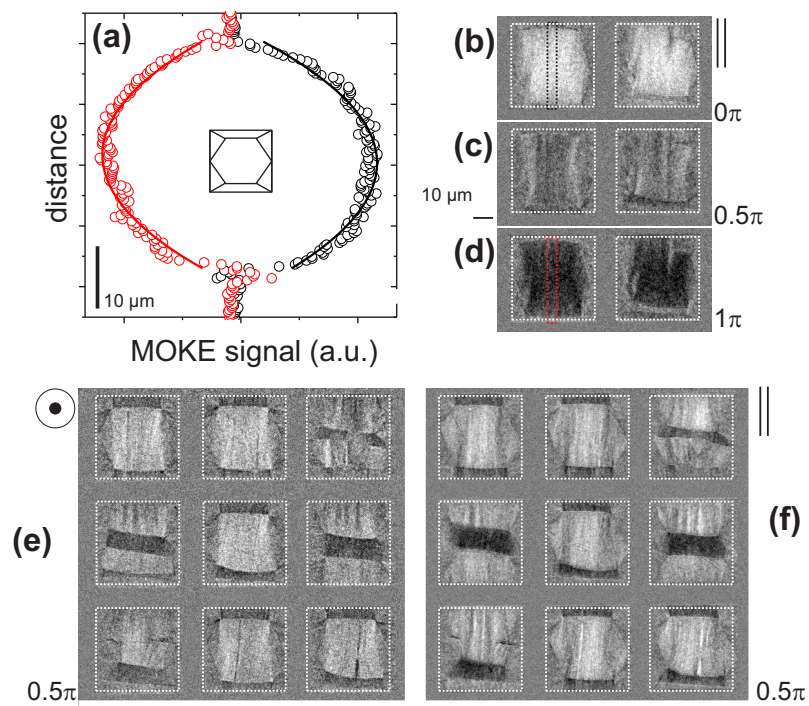 (a)
distance
10 µm
MOKE signal (a.u.)
(b)
0π
(c)
10 µm
0.5π
(d)
1π
(e)
0.5π
(f)
0.5π